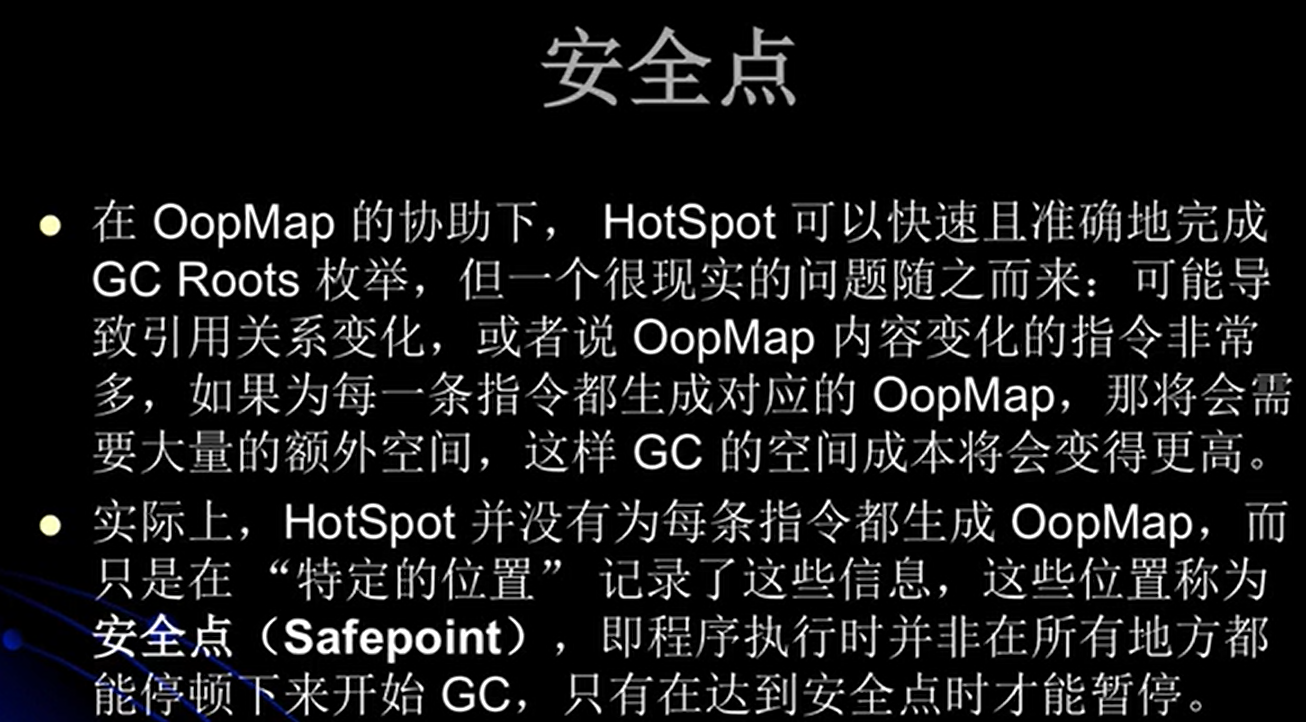 安全点
在 OopMap 的协助下， HotSpot 可以快速且准确地完成
GC Roots 枚举，但一个很现实的问题随之而来：可能导
致引用关系变化，或者说 OopMap 内容变化的指令非常
多，如果为每一条指令都生成对应的 OopMap，那将会需
要大量的额外空间，这样 GC 的空间成本将会变得更高。
实际上，HotSpot 并没有为每条指令都生成 OopMap，而
只是在 “特定的位置” 记录了这些信息，这些位置称为
安全点（Safepoint），即程序执行时并非在所有地方都
能停顿下来开始 GC，只有在达到安全点时才能暂停。